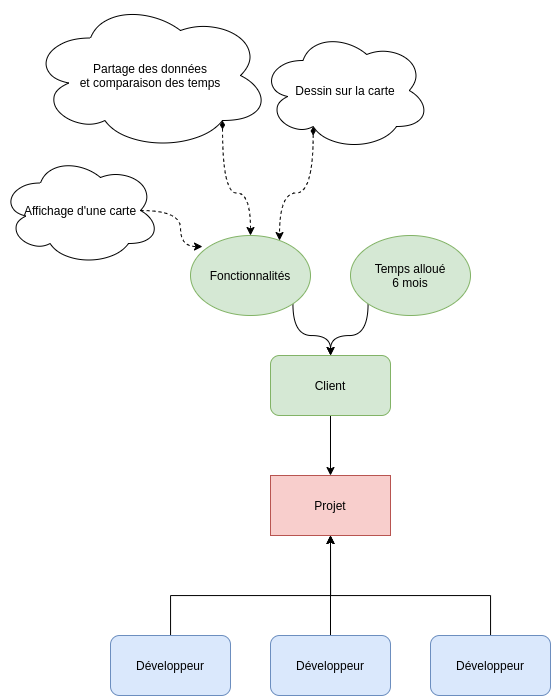 Partage des données
et comparaison des temps
Dessin sur la carte
Affichage d'une carte
Fonctionnalités
Temps alloué
6 mois
Client
Projet
Développeur
Développeur
Développeur